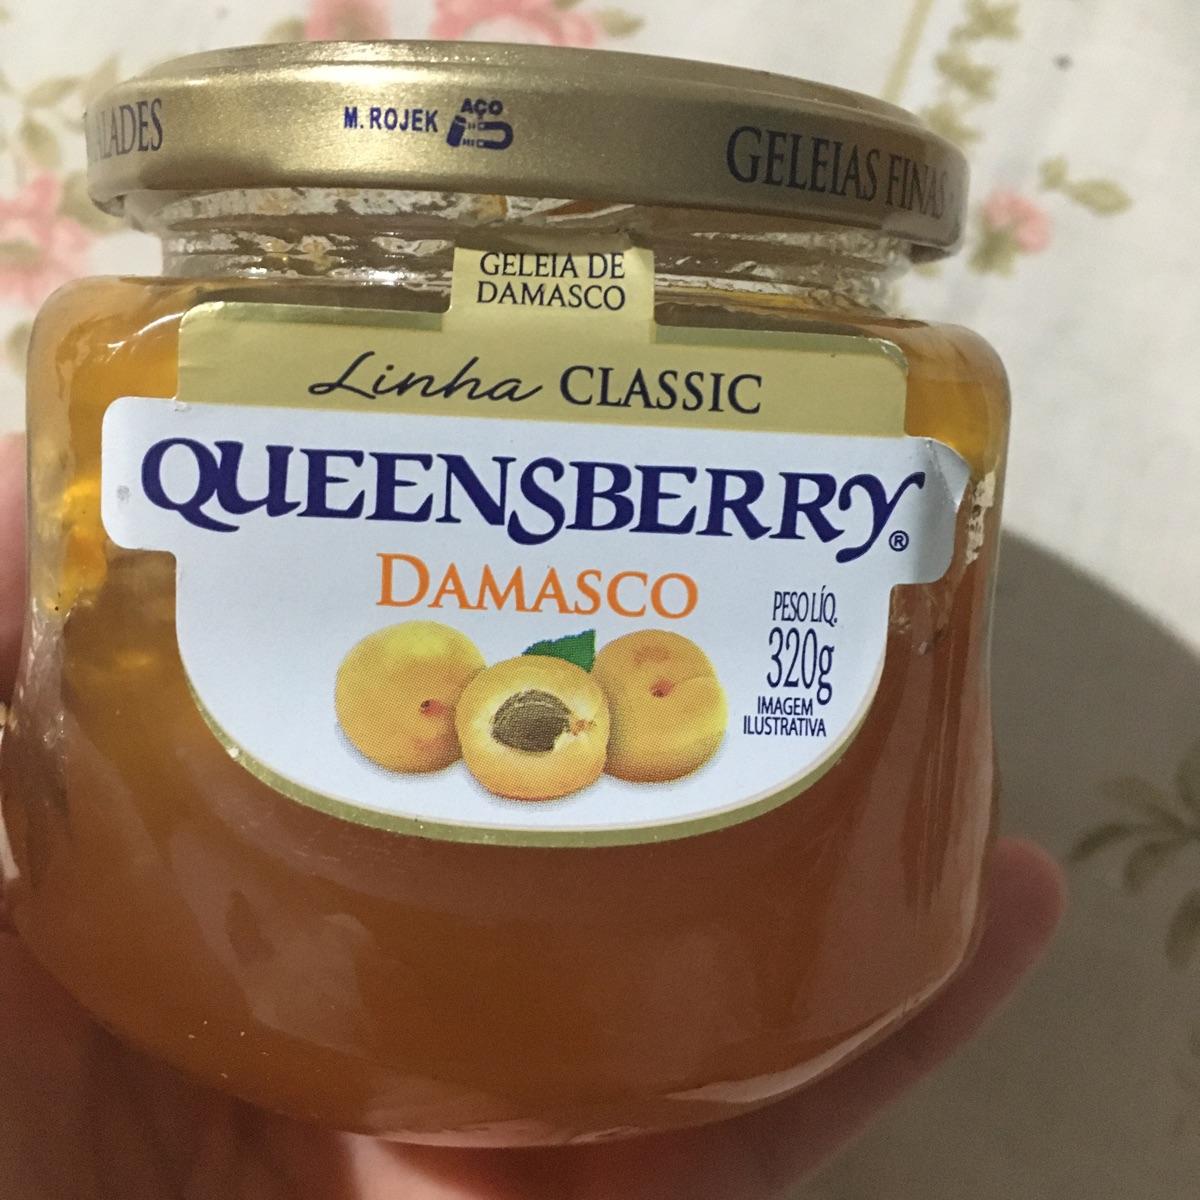 M. ROJEK
AÇO
GELEIAS FINAS
GELEIA DE
DAMASCO
Linha CLASSIC
QUEENSBERRY®
DAMASCO
PESO LÍQ.
320g
IMAGEM
ILUSTRATIVA